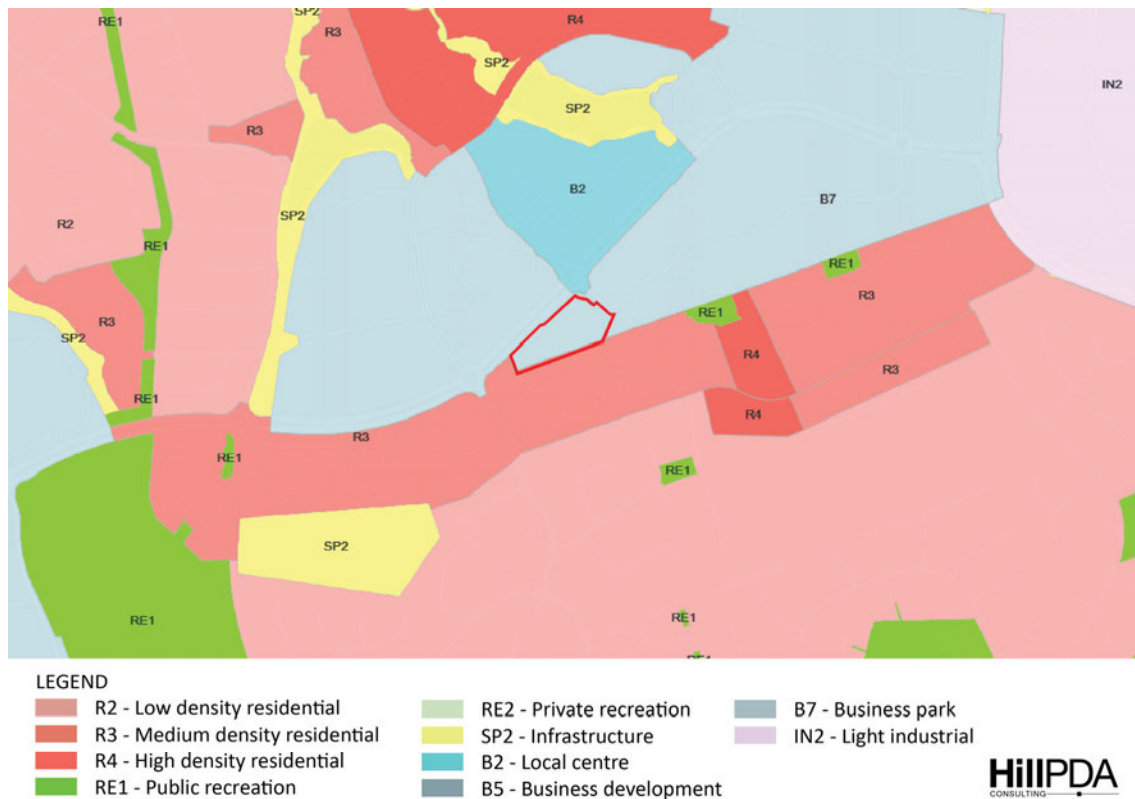 RE1
SP2
R3
R4
SP2
IN2
SP2
R3
B2
B7
R2
SP2
RE1
RE1
R3
R3
SP2
RE1
R4
R3
RE1
R4
R3
RE1
RE1
SP2
RE1
RE1
RE1
LEGEND
R2 - Low density residential
R3 - Medium density residential
R4 - High density residential
RE1 - Public recreation
RE2 - Private recreation
SP2 - Infrastructure
B2 - Local centre
B5 - Business development
B7 - Business park
IN2 - Light industrial
HillPDA
CONSULTING